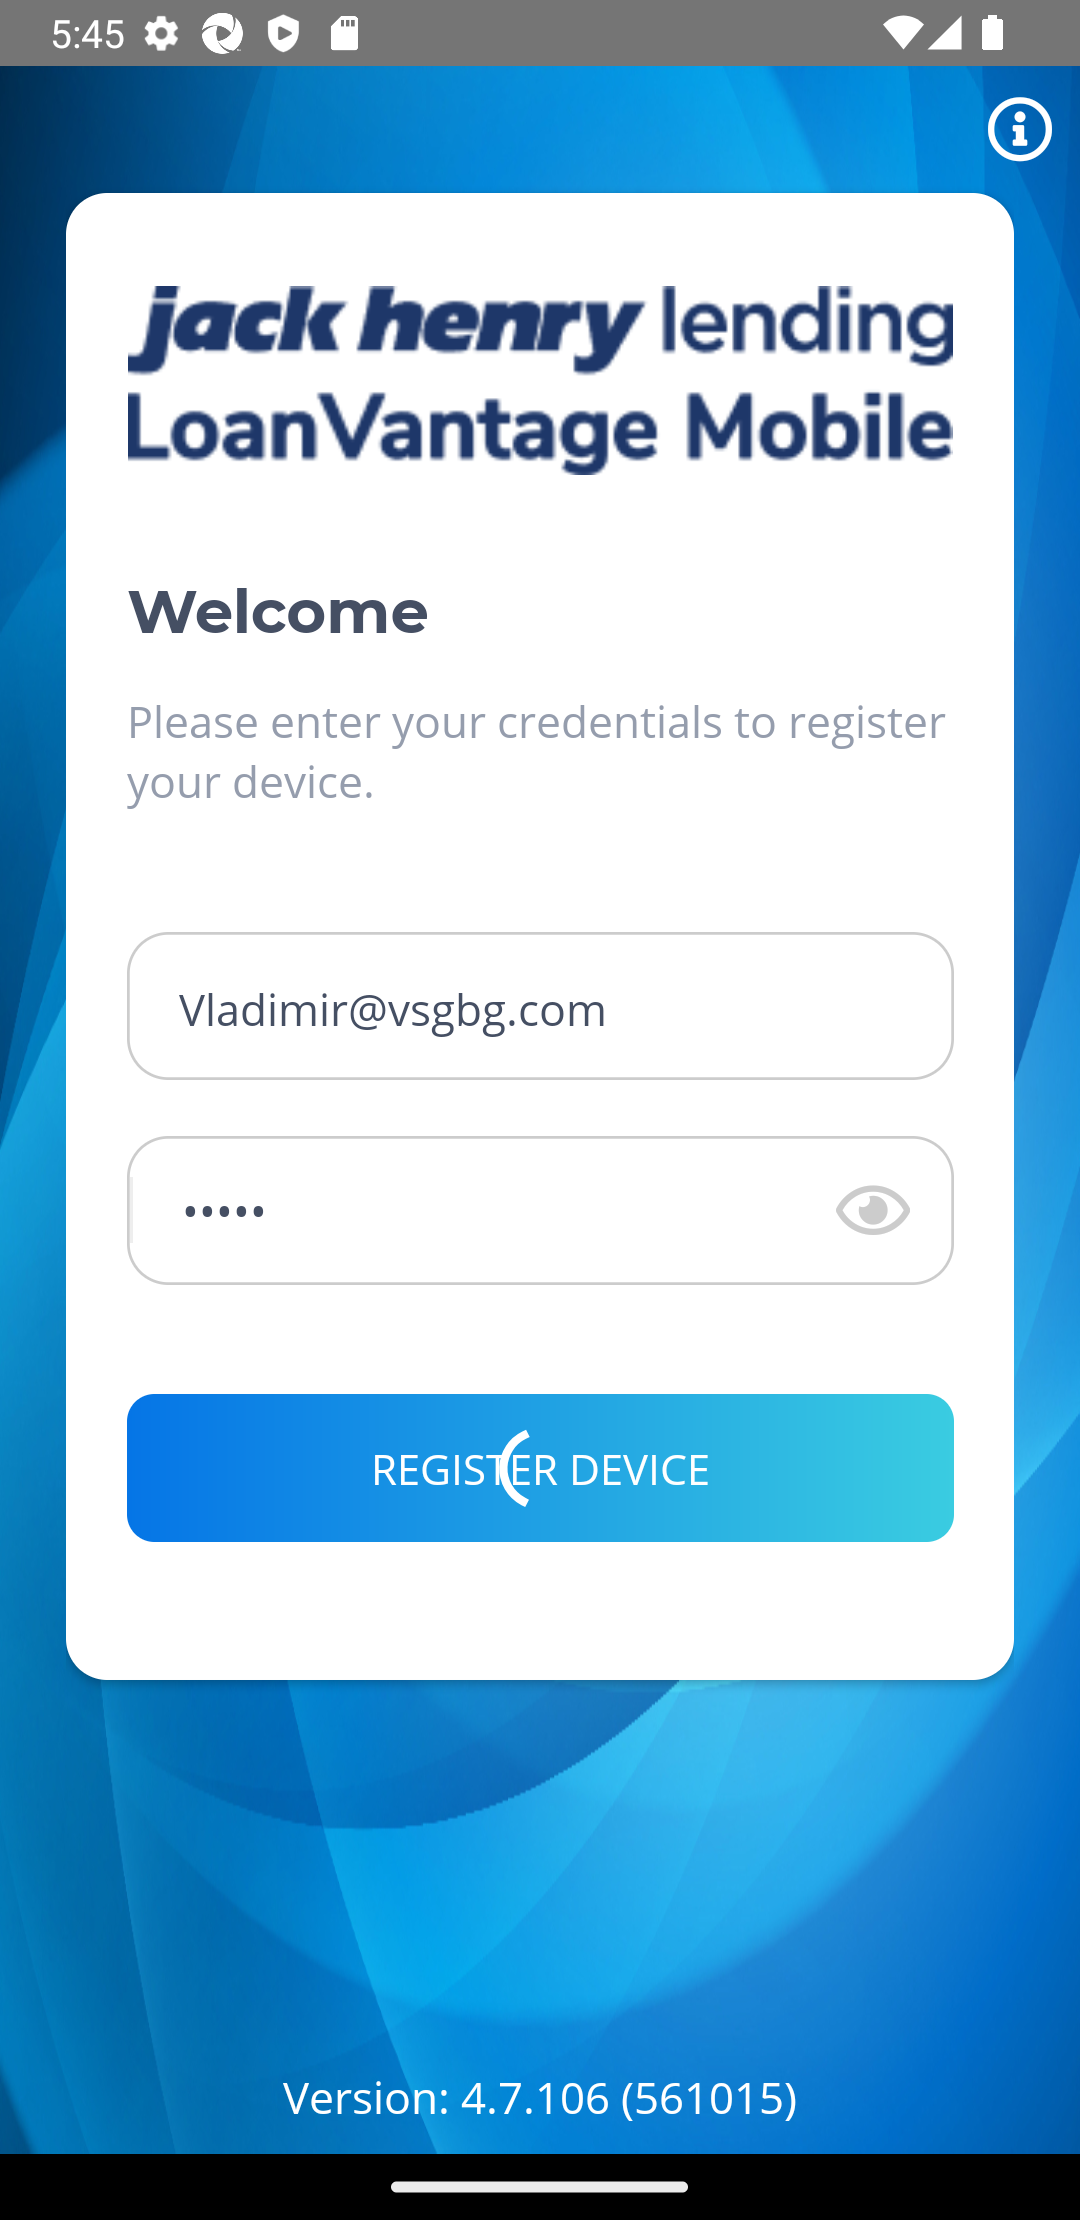 5:45
jack henry lending
LoanVantage Mobile
Welcome
Please enter your credentials to register
your device.
Vladimir@vsgbg.com
•••••
REGISTER DEVICE
Version: 4.7.106 (561015)